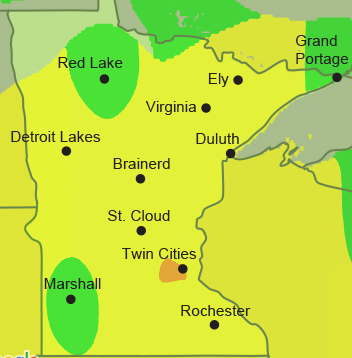 Grand
Portage
Red Lake
Ely
Virginia
Detroit Lakes
Duluth
Brainerd
St. Cloud
Twin Cities
Marshall
Rochester